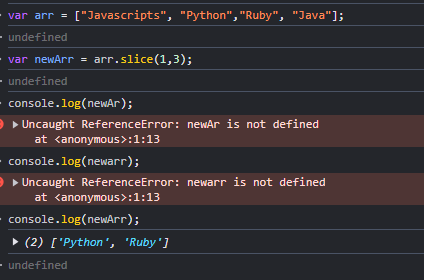 var arr = ["Javascripts", "Python","Ruby", "Java"];
undefined
var newArr = arr.slice(1,3);
undefined
console.log(newAr);
Uncaught ReferenceError: newAr is not defined
at <anonymous>:1:13
console.log(newarr);
Uncaught ReferenceError: newarr is not defined
at <anonymous>:1:13
console.log(newArr);
(2) ['Python', 'Ruby']
undefined